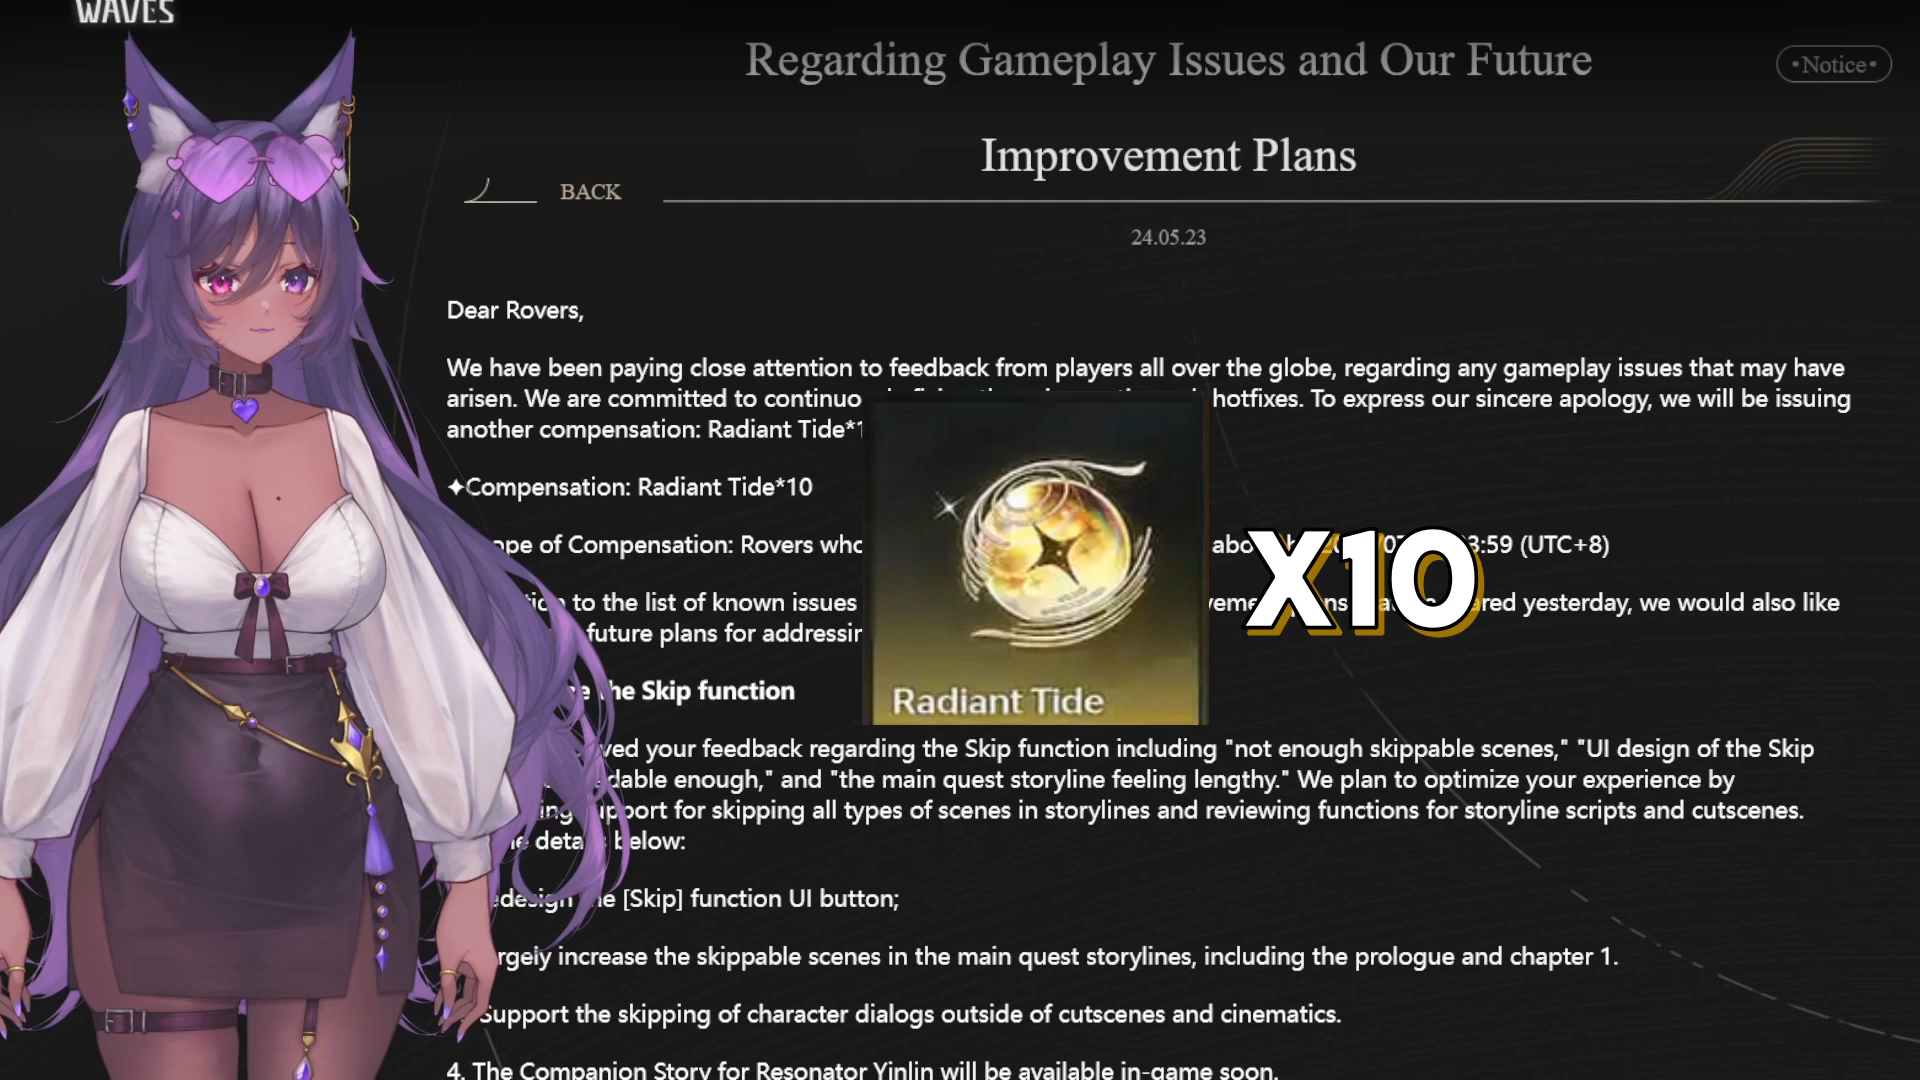 WAVES
Regarding Gameplay Issues and Our Future
•Notice•
Improvement Plans
BACK
24.05.23
Dear Rovers,
We have been paying close attention to feedback from players all over the globe, regarding any gameplay issues that may have
arisen. We are committed to hotfixes. To express our sincere apology, we will be issuing
another compensation: Radiant Tide*1
✦Compensation: Radiant Tide*10
of Compensation: Rovers who :59 (UTC+8)
X10
to the list of known issues yesterday, we would also like
future plans for addressin
the Skip function
Radiant Tide
your feedback regarding the Skip function including "not enough skippable scenes," "UI design of the Skip
enough," and "the main quest storyline feeling lengthy." We plan to optimize your experience by
support for skipping all types of scenes in storylines and reviewing functions for storyline scripts and cutscenes.
below:
[Skip] function UI button;
increase the skippable scenes in the main quest storylines, including the prologue and chapter 1.
Support the skipping of character dialogs outside of cutscenes and cinematics.
4. The Companion Story for Resonator Yinlin will be available in-game soon.